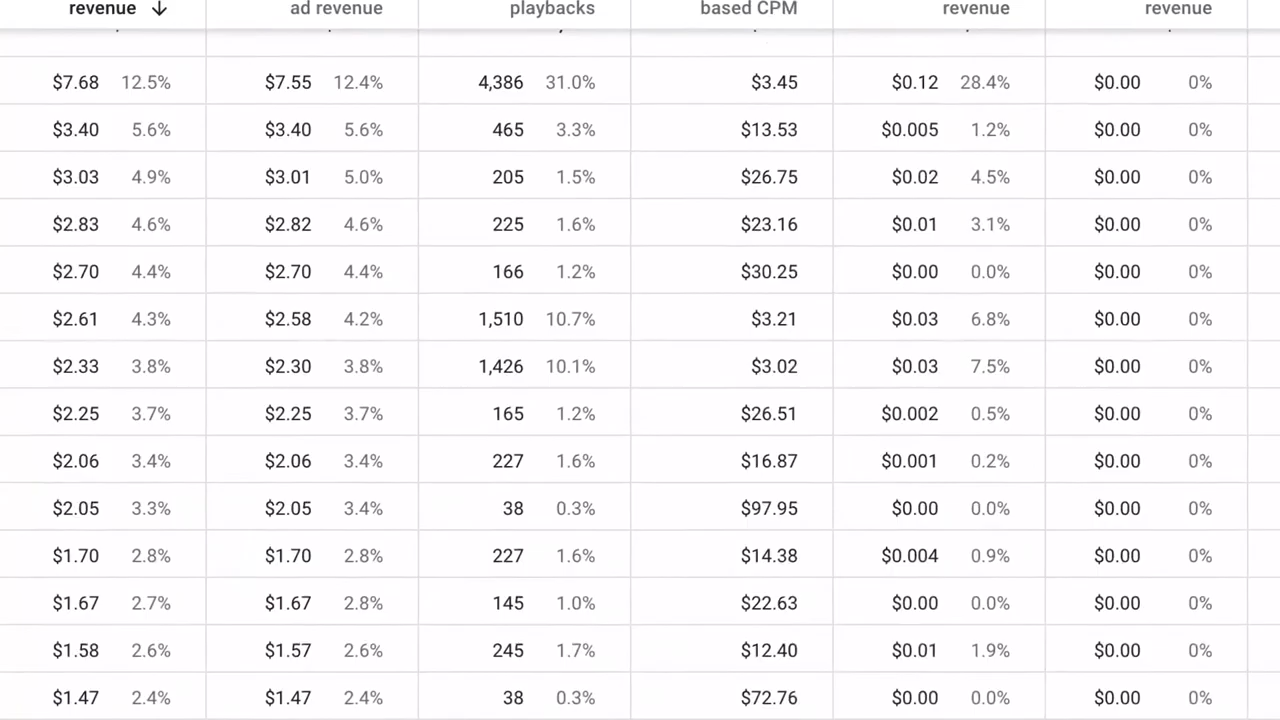 revenue ↓ ad revenue playbacks based CPM revenue revenue
$7.68 12.5% $7.55 12.4% 4,386 31.0% $3.45 $0.12 28.4% $0.00 0%
$3.40 5.6% $3.40 5.6% 465 3.3% $13.53 $0.005 1.2% $0.00 0%
$3.03 4.9% $3.01 5.0% 205 1.5% $26.75 $0.02 4.5% $0.00 0%
$2.83 4.6% $2.82 4.6% 225 1.6% $23.16 $0.01 3.1% $0.00 0%
$2.70 4.4% $2.70 4.4% 166 1.2% $30.25 $0.00 0.0% $0.00 0%
$2.61 4.3% $2.58 4.2% 1,510 10.7% $3.21 $0.03 6.8% $0.00 0%
$2.33 3.8% $2.30 3.8% 1,426 10.1% $3.02 $0.03 7.5% $0.00 0%
$2.25 3.7% $2.25 3.7% 165 1.2% $26.51 $0.002 0.5% $0.00 0%
$2.06 3.4% $2.06 3.4% 227 1.6% $16.87 $0.001 0.2% $0.00 0%
$2.05 3.3% $2.05 3.4% 38 0.3% $97.95 $0.00 0.0% $0.00 0%
$1.70 2.8% $1.70 2.8% 227 1.6% $14.38 $0.004 0.9% $0.00 0%
$1.67 2.7% $1.67 2.8% 145 1.0% $22.63 $0.00 0.0% $0.00 0%
$1.58 2.6% $1.57 2.6% 245 1.7% $12.40 $0.01 1.9% $0.00 0%
$1.47 2.4% $1.47 2.4% 38 0.3% $72.76 $0.00 0.0% $0.00 0%